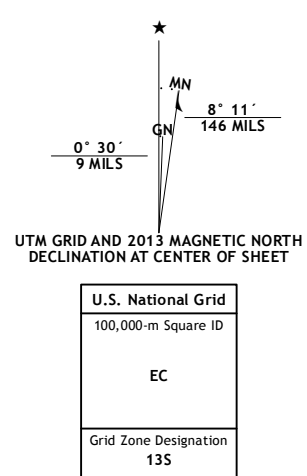 ★
MN
8° 11´
146 MILS
GN
0° 30´
9 MILS
UTM GRID AND 2013 MAGNETIC NORTH
DECLINATION AT CENTER OF SHEET
U.S. National Grid
100,000-m Square ID
EC
Grid Zone Designation
13S